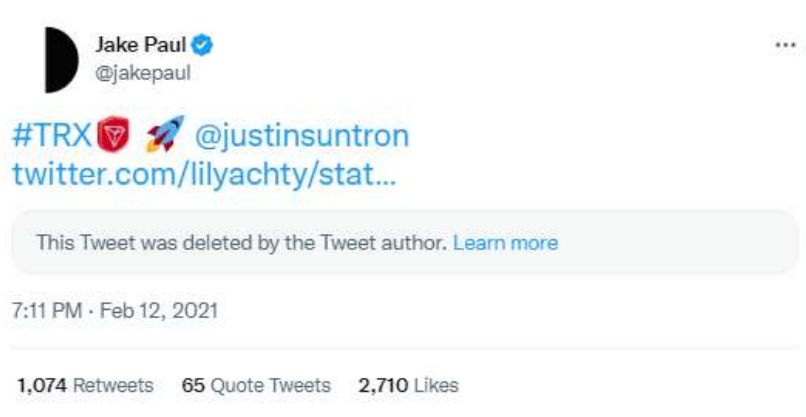 Jake Paul
@jakepaul
#TRX 🚀 @justinsuntron
twitter.com/lilyachty/stat...
This Tweet was deleted by the Tweet author. Learn more
7:11 PM · Feb 12, 2021
1,074 Retweets 65 Quote Tweets 2,710 Likes